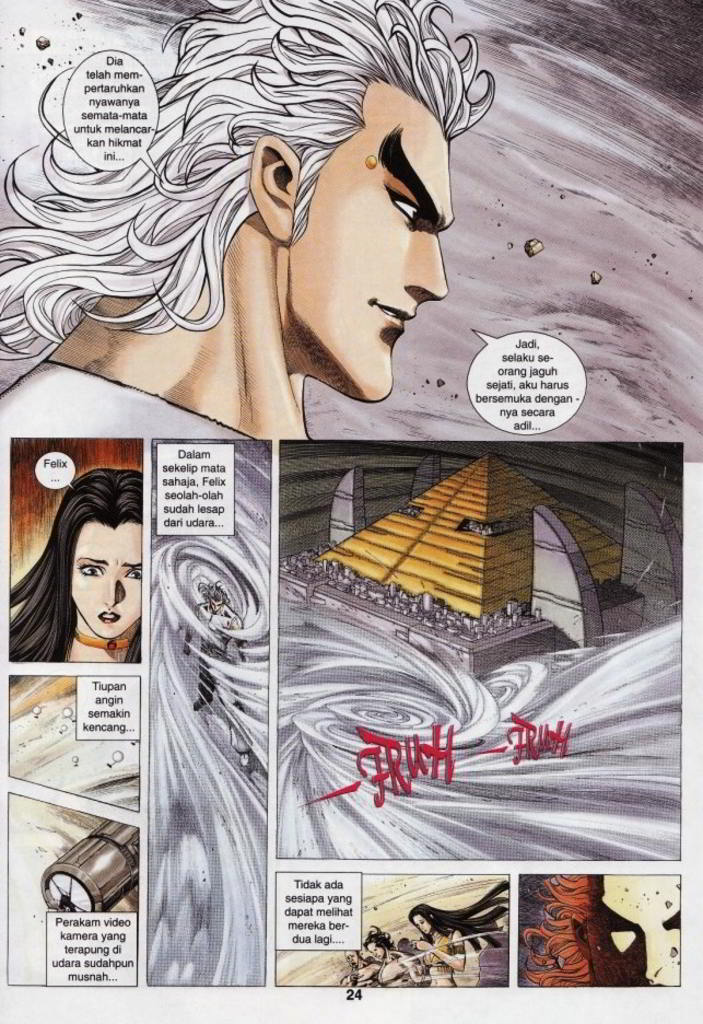 Dia
telah mem-
pertaruhkan
nyawanya
semata-mata
untuk melancar-
kan hikmat
ini...
Jadi,
selaku se-
orang jaguh
sejati, aku harus
bersemuka dengan -
nya secara
adil...
Felix
...
Dalam
sekelip mata
sahaja, Felix
seolah-olah
sudah lesap
dari udara...
Tiupan
angin
semakin
kencang...
FRUH
FRUH
Perakam video
kamera yang
terapung di
udara sudahpun
musnah...
Tidak ada
sesiapa yang
dapat melihat
mereka ber-
dua lagi....
24